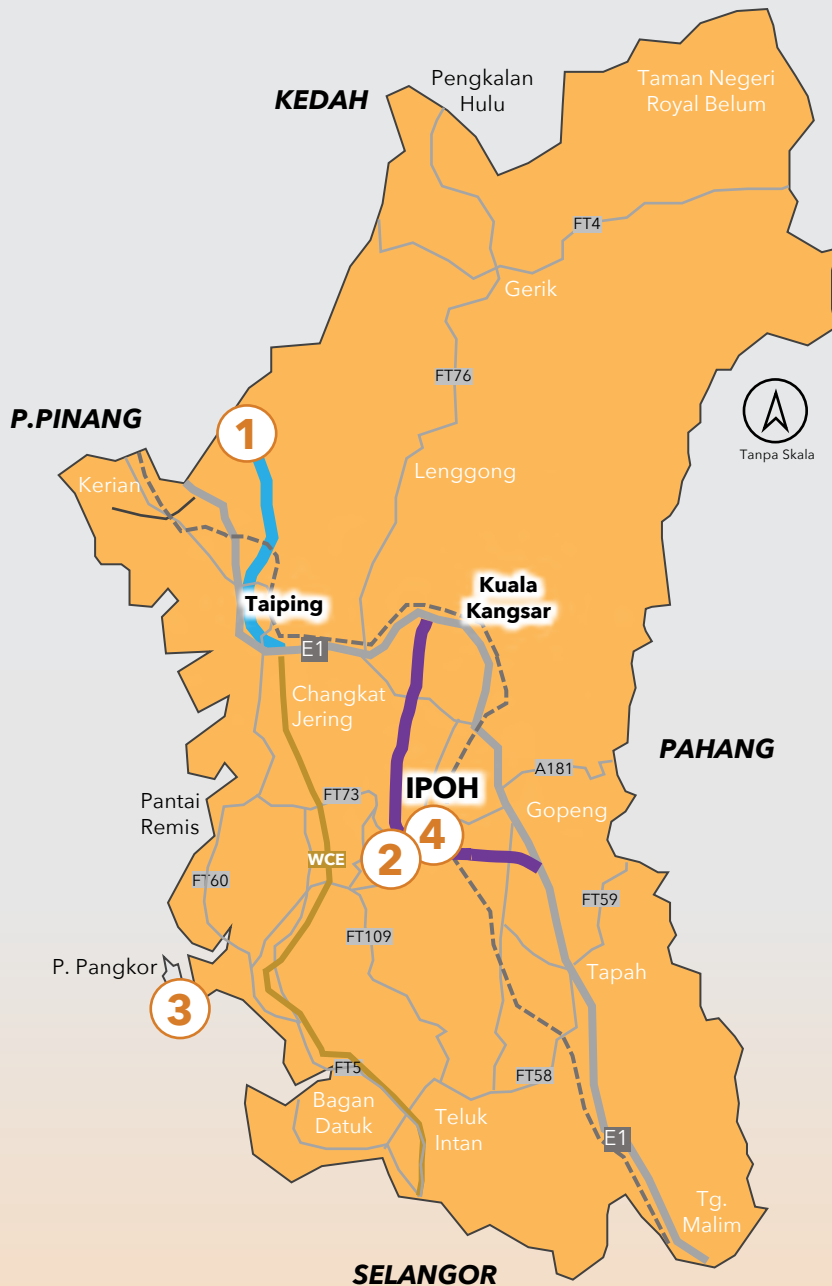 KEDAH
Pengkalan
Hulu
Taman Negeri
Royal Belum
FT4
Gerik
FT76
P.PINANG
1
Tanpa Skala
Lenggong
Kerian
Taiping
Kuala
Kangsar
E1
Changkat
Jering
PAHANG
A181
IPOH
FT73
Gopeng
Pantai
Remis
4
2
WCE
FT60
FT59
FT109
P. Pangkor
Tapah
3
FT5
FT58
Bagan
Datuk
Teluk
Intan
E1
Tg.
Malim
SELANGOR